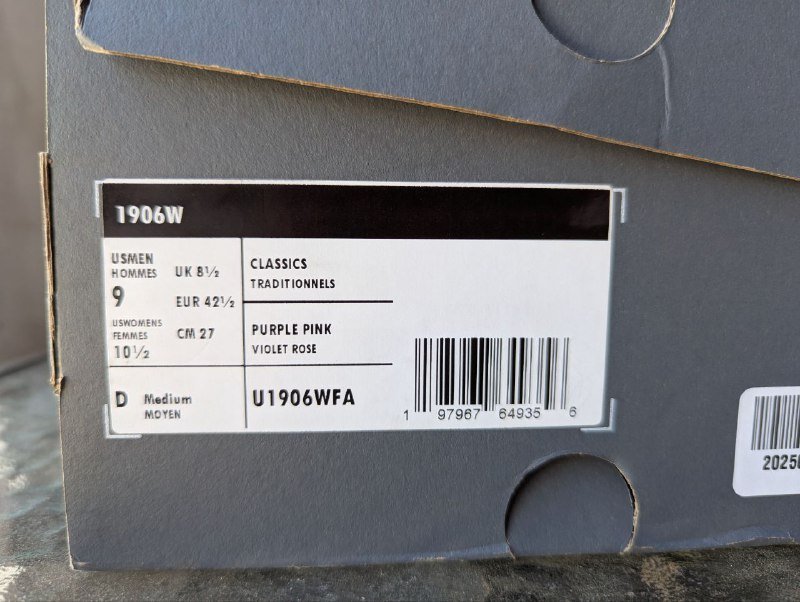 1906W
USMEN
HOMMES
9
UK 8½
EUR 42½
USWOMENS
FEMMES
10½
CM 27
CLASSICS
TRADITIONNELS
PURPLE PINK
VIOLET ROSE
D Medium
MOYEN
U1906WFA
1 97967 64935 6